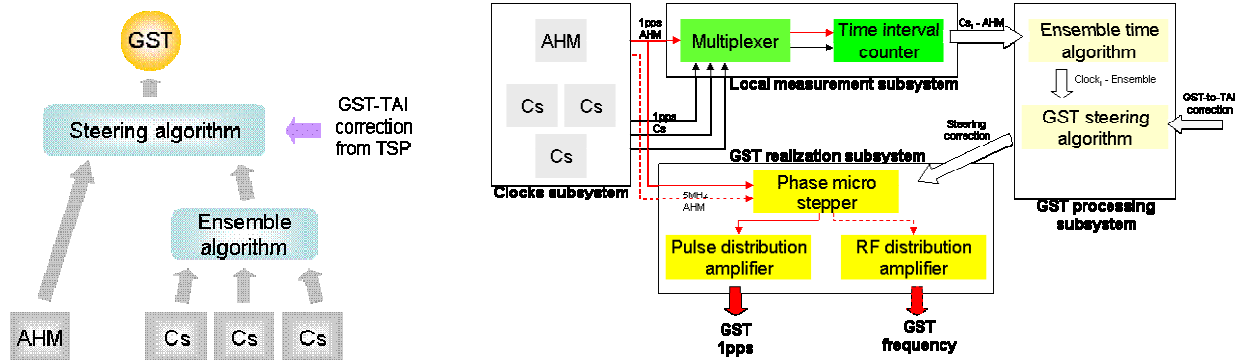 GST
Steering algorithm
GST-TAI
correction
from TSP
Ensemble
algorithm
AHM
Cs
Cs
Cs
1pps
AHM
AHM
Cs
Cs
Cs
1pps
Cs
Clocks subsystem
Multiplexer
Time interval
counter
Local measurement subsystem
Csi - AHM
Ensemble time
algorithm
Clocki - Ensemble
GST steering
algorithm
GST-to-TAI
correction
GST processing
subsystem
Steering
correction
GST realization subsystem
5MHz
AHM
Phase micro
stepper
Pulse distribution
amplifier
RF distribution
amplifier
GST
1pps
GST
frequency